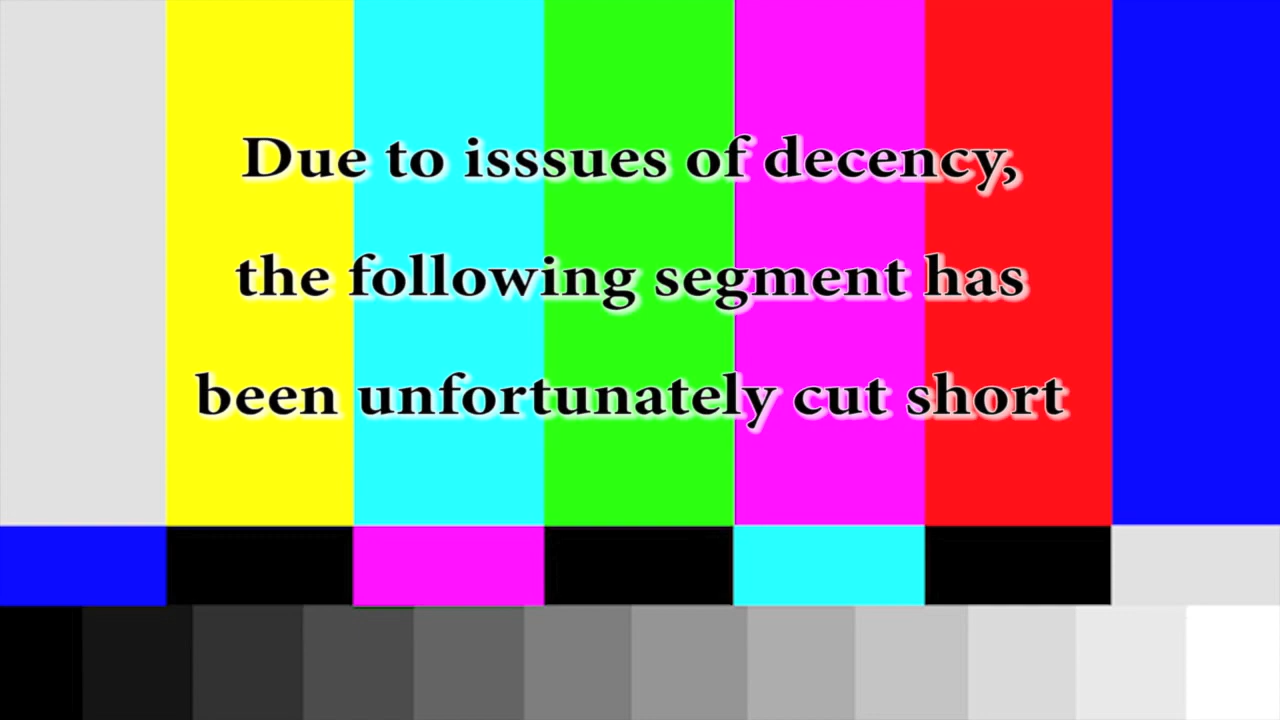 Due to isssues of decency,
the following segment has
been unfortunately cut short